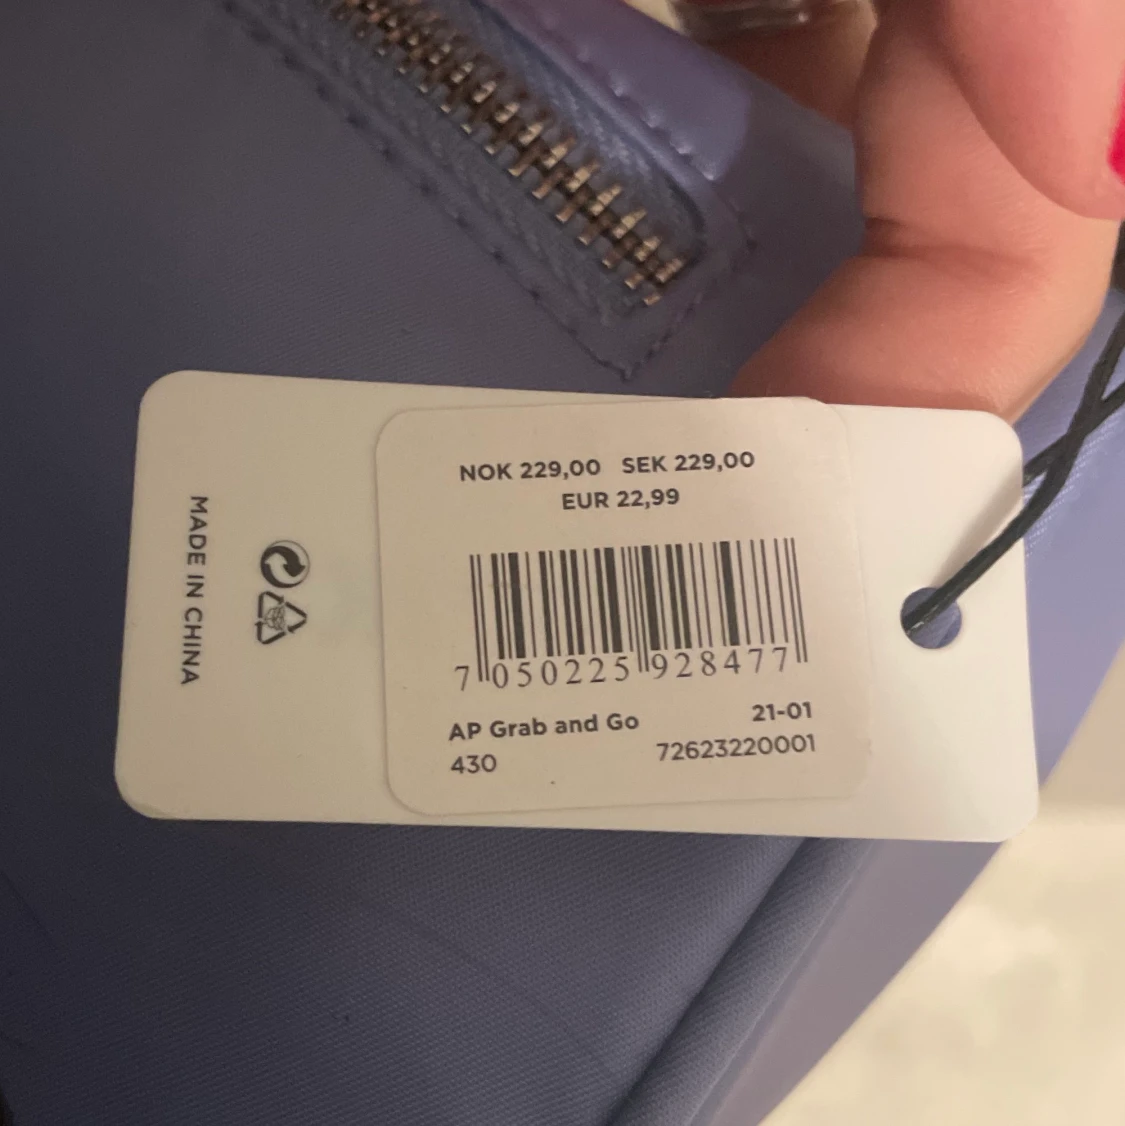 MADE IN CHINA
NOK 229,00 SEK 229,00
EUR 22,99
7 050225 928477
AP Grab and Go 21-01
430 72623220001